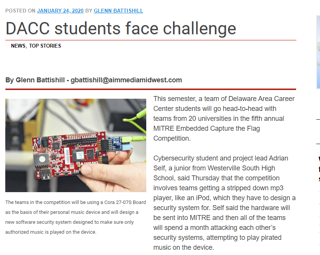 POSTED ON JANUARY 24, 2020 BY GLENN BATTISHILL
DACC students face challenge
NEWS, TOP STORIES
By Glenn Battishill - gbattishill@aimmediamidwest.com
The teams in the competition will be using a Cora Z7-07S Board
as the basis of their personal music device and will design a
new software security system designed to make sure only
authorized music is played on the device.
This semester, a team of Delaware Area Career
Center students will go head-to-head with
teams from 20 universities in the fifth annual
MITRE Embedded Capture the Flag
Competition.
Cybersecurity student and project lead Adrian
Self, a junior from Westerville South High
School, said Thursday that the competition
involves teams getting a stripped down mp3
player, like an iPod, which they have to design a
security system for. Self said the hardware will
be sent into MITRE and then all of the teams
will spend a month attacking each other's
security systems, attempting to play pirated
music on the device.